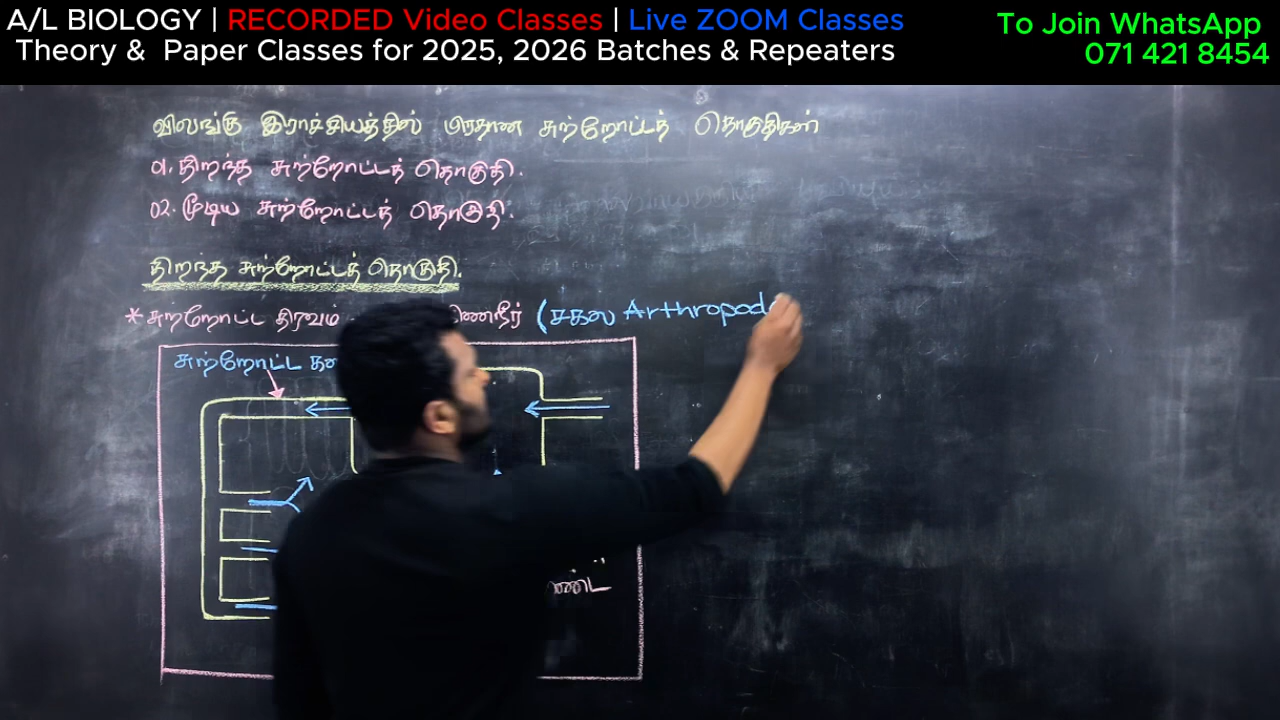 A/L BIOLOGY | RECORDED Video Classes | Live ZOOM Classes
Theory & Paper Classes for 2025, 2026 Batches & Repeaters
To Join WhatsApp
071 421 8454
விலங்கு இராச்சியத்தில் பிரதான சுற்றோட்டத் தொகுதிகள்
01. திறந்த சுற்றோட்டத் தொகுதி.
02. மூடிய சுற்றோட்டத் தொகுதி.
திறந்த சுற்றோட்டத் தொகுதி.
* சுற்றோட்ட திரவம் (சகல Arthropod
சுற்றோட்ட